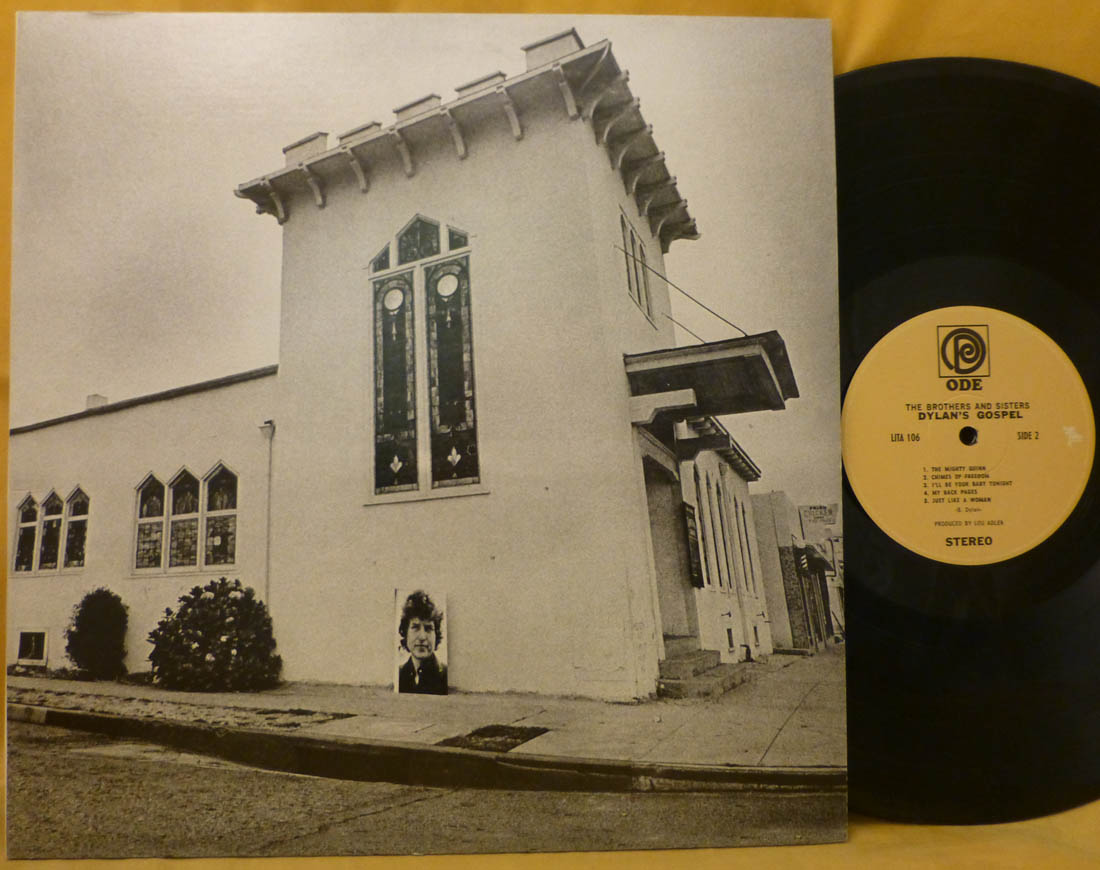 FRIED
CHICKEN
ODE
THE BROTHERS AND SISTERS
DYLAN'S GOSPEL
LITA 106
SIDE 2
1. THE MIGHTY QUINN
2. CHIMES OF FREEDOM
3. I'LL BE YOUR BABY TONIGHT
4. MY BACK PAGES
5. JUST LIKE A WOMAN
-B. Dylan-
PRODUCED BY LOU ADLER
STEREO